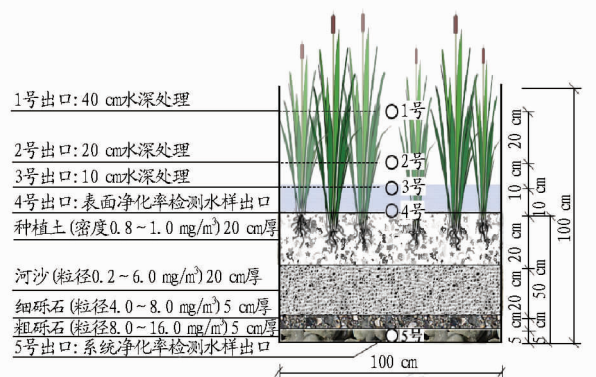 1号出口:40 cm水深处理
2号出口:20 cm水深处理
3号出口:10 cm水深处理
4号出口:表面净化率检测水样出口
种植土(密度0.8~1.0 mg/m³)20 cm厚
河沙(粒径0.2~6.0 mg/m³)20 cm厚
细砾石(粒径4.0~8.0 mg/m³)5 cm厚
粗砾石(粒径8.0~16.0 mg/m³)5 cm厚
5号出口:系统净化率检测水样出口
1号
2号
3号
4号
5号
20 cm
10 cm
10 cm
20 cm
20 cm
5 cm
5 cm
50 cm
100 cm
100 cm